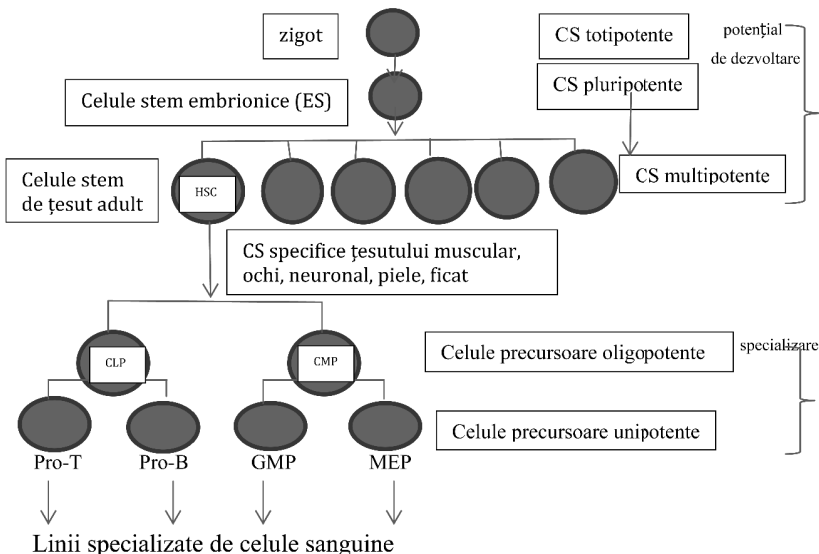 zigot
CS totipotente
potențial
de dezvoltare
Celule stem embrionice (ES)
CS pluripotente
Celule stem
de țesut adult
HSC
CS multipotente
CS specifice țesutului muscular,
ochi, neuronal, piele, ficat
CLP
CMP
Celule precursoare oligopotente
specializare
Celule precursoare unipotente
Pro-T
Pro-B
GMP
MEP
Linii specializate de celule sanguine